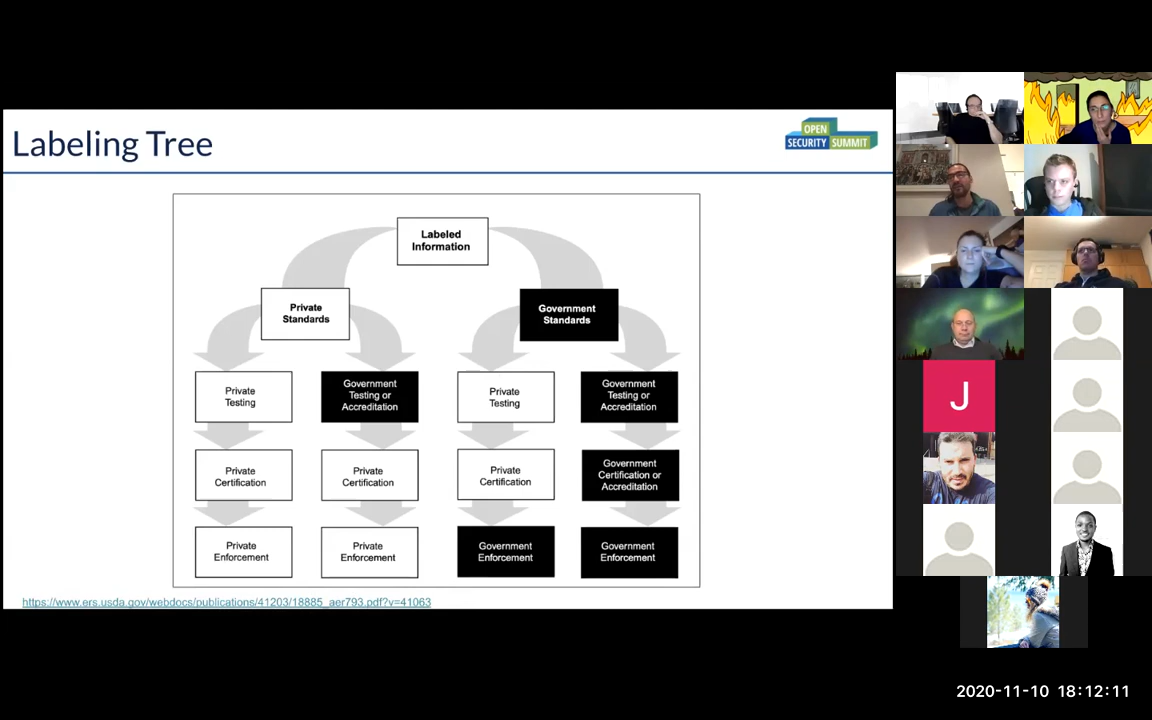 Labeling Tree
OPEN
SECURITY SUMMIT
Labeled
Information
Private
Standards
Government
Standards
Private
Testing
Government
Testing or
Accreditation
Private
Testing
Government
Testing or
Accreditation
Private
Certification
Private
Certification
Private
Certification
Government
Certification or
Accreditation
Private
Enforcement
Private
Enforcement
Government
Enforcement
Government
Enforcement
https://www.ers.usda.gov/webdocs/publications/41203/18885_aer793.pdf?v=41063
J
2020-11-10 18:12:11